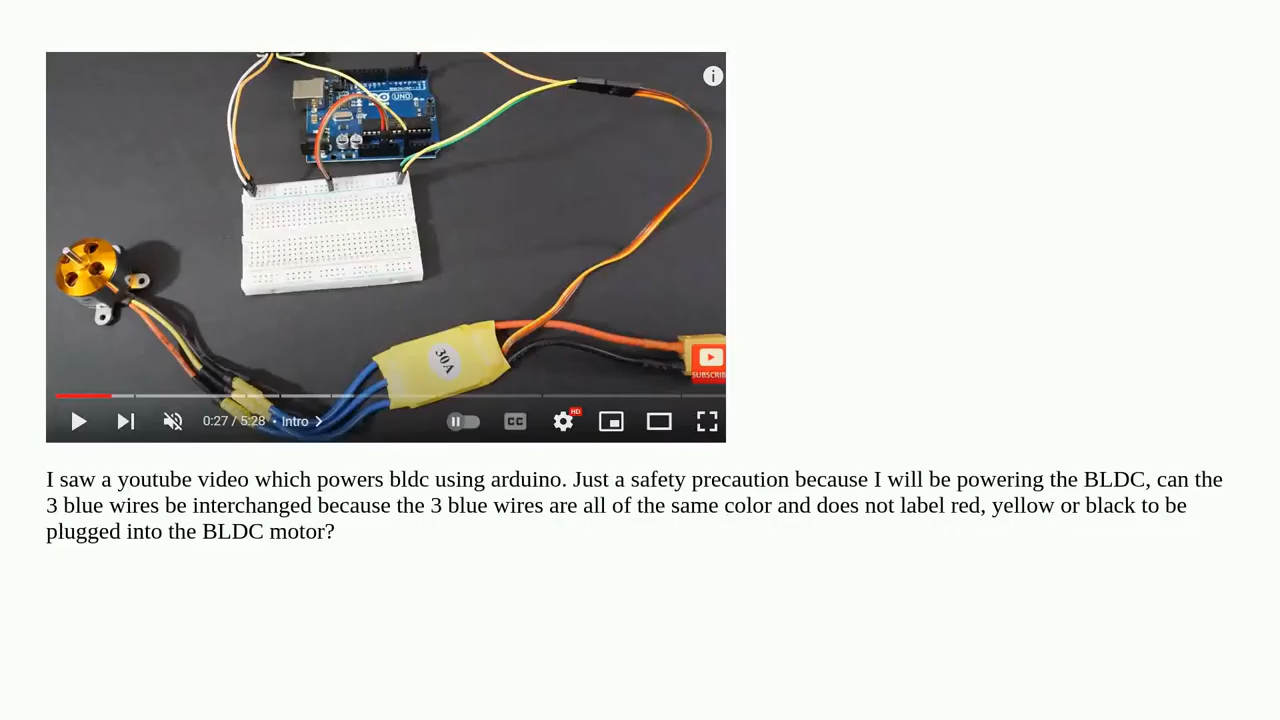 i
UNO
30A
SUBSCRIB
0:27 / 5:28 • Intro
CC
HD
I saw a youtube video which powers bldc using arduino. Just a safety precaution because I will be powering the BLDC, can the
3 blue wires be interchanged because the 3 blue wires are all of the same color and does not label red, yellow or black to be
plugged into the BLDC motor?